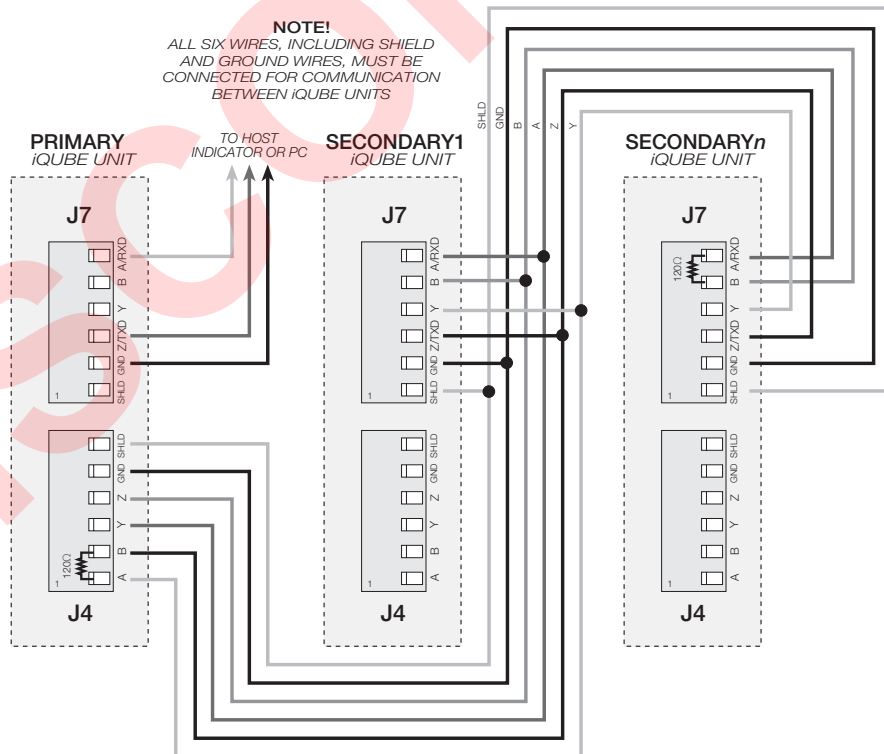 NOTE!
ALL SIX WIRES, INCLUDING SHIELD
AND GROUND WIRES, MUST BE
CONNECTED FOR COMMUNICATION
BETWEEN iQUBE UNITS
SHLD
GND
B
A
Z
Y
PRIMARY
iQUBE UNIT
TO HOST
INDICATOR OR PC
SECONDARY1
iQUBE UNIT
SECONDARYn
iQUBE UNIT
J7
A/RXD
B
Y
Z/TXD
GND
SHLD
1
SHLD
GND
Z
Y
B
A
120Ω
1
J4
J7
A/RXD
B
Y
Z/TXD
GND
SHLD
1
SHLD
GND
Z
Y
B
A
1
J4
J7
120Ω
A/RXD
B
Y
Z/TXD
GND
SHLD
1
SHLD
GND
Z
Y
B
A
1
J4